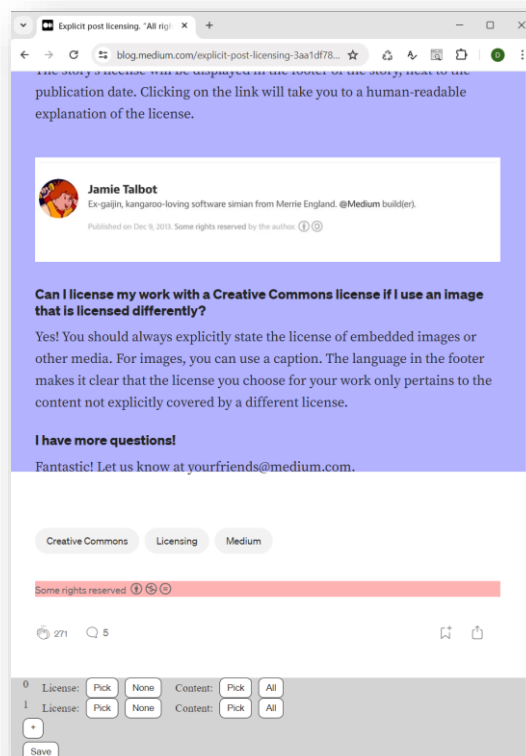 Explicit post licensing. "All righ
blog.medium.com/explicit-post-licensing-3aa1df78...
D
The story's license will be displayed in the footer of the story, next to the
publication date. Clicking on the link will take you to a human-readable
explanation of the license.
Jamie Talbot
Ex-gaijin, kangaroo-loving software simian from Merrie England. @Medium build(er).
Published on Dec 9, 2013. Some rights reserved by the author.
Can I license my work with a Creative Commons license if I use an image
that is licensed differently?
Yes! You should always explicitly state the license of embedded images or
other media. For images, you can use a caption. The language in the footer
makes it clear that the license you choose for your work only pertains to the
content not explicitly covered by a different license.
I have more questions!
Fantastic! Let us know at yourfriends@medium.com.
Creative Commons Licensing Medium
Some rights reserved
271 5
0 License: Pick None Content: Pick All
1 License: Pick None Content: Pick All
+
Save